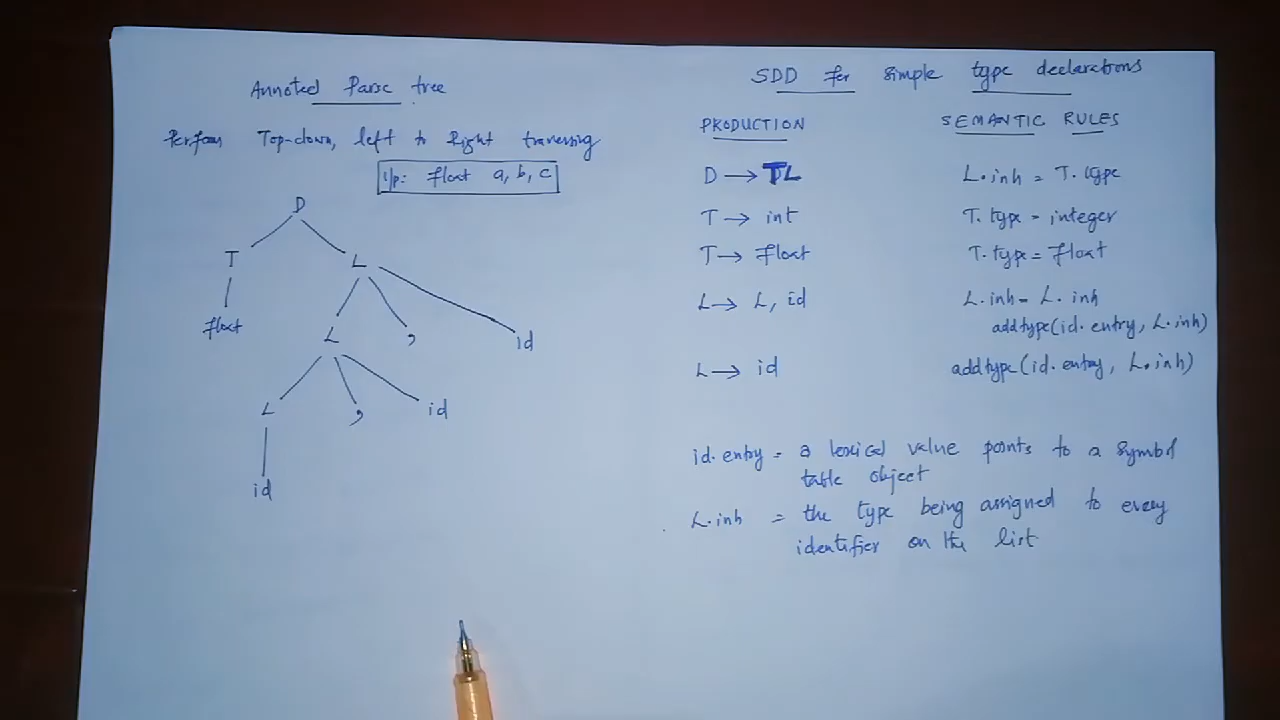 Annoted Parse tree
Perform Top-down, left to Right traversing
i/p: float a, b, c
D
T L
float L , id
L , id
id
SDD for simple type declarations
PRODUCTION SEMANTIC RULES
D → TL L.inh = T.type
T → int T.type = integer
T → float T.type = float
L → L, id L.inh = L.inh
addtype(id.entry, L.inh)
L → id addtype(id.entry, L.inh)
id.entry = a lexical value points to a symbol
table object
L.inh = the type being assigned to every
identifier on the list